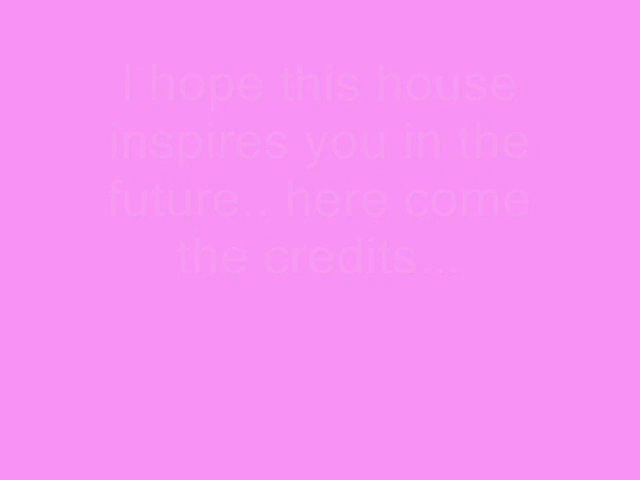 I hope this house
inspires you in the
future.. here come
the credits...